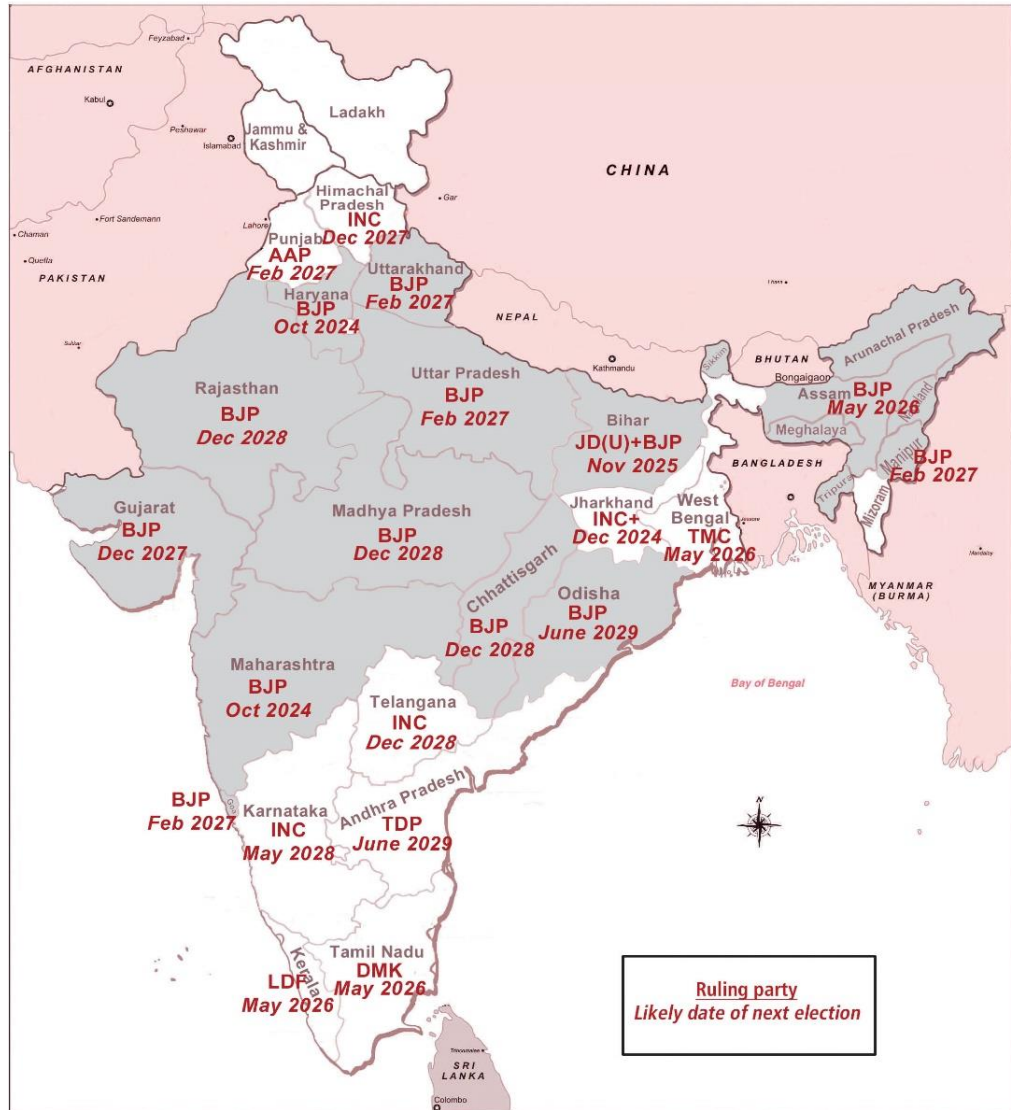 Feyzabad
AFGHANISTAN
Kabul
Peshawar
Islamabad
Ladakh
Jammu &
Kashmir
CHINA
Himachal
Pradesh
INC
Dec 2027
Gar
Fort Sandemann
Lahore
Chaman
Quetta
PAKISTAN
Punjab
AAP
Feb 2027
Uttarakhand
BJP
Feb 2027
Haryana
BJP
Oct 2024
NEPAL
Kathmandu
Lhasa
Sukkar
Sikkim
BHUTAN
Bongaigaon
Arunachal Pradesh
Rajasthan
BJP
Dec 2028
Uttar Pradesh
BJP
Feb 2027
Bihar
JD(U)+BJP
Nov 2025
Assam
BJP
May 2026
Nagaland
Meghalaya
Manipur
BJP
Feb 2027
BANGLADESH
Tripura
Mizoram
Gujarat
BJP
Dec 2027
Madhya Pradesh
BJP
Dec 2028
Jharkhand
INC+
Dec 2024
West
Bengal
TMC
May 2026
Mandalay
MYANMAR
(BURMA)
Chhattisgarh
BJP
Dec 2028
Odisha
BJP
June 2029
Maharashtra
BJP
Oct 2024
Telangana
INC
Dec 2028
Bay of Bengal
BJP
Feb 2027
Goa
Karnataka
INC
May 2028
Andhra Pradesh
TDP
June 2029
N
Kerala
LDF
May 2026
Tamil Nadu
DMK
May 2026
Ruling party
Likely date of next election
Trincomalee
SRI
LANKA
Colombo